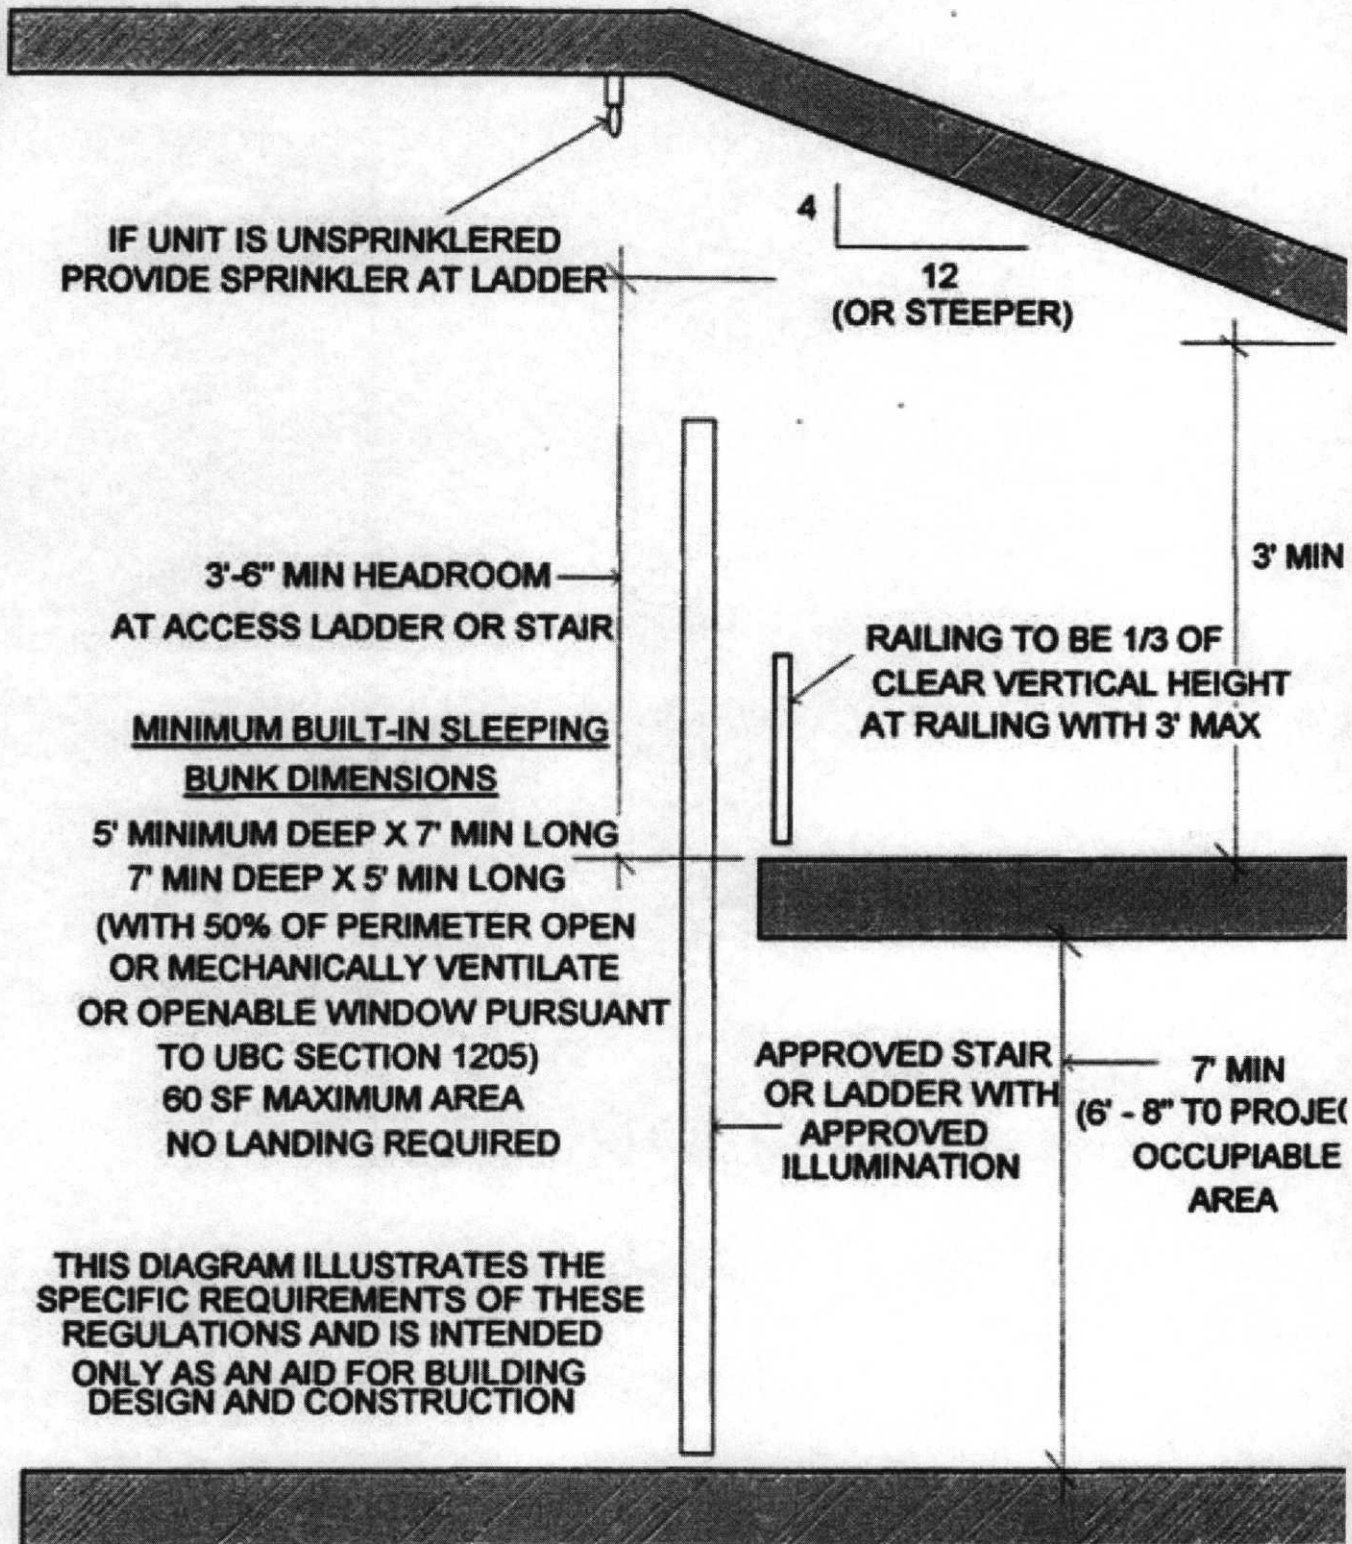 IF UNIT IS UNSPRINKLERED
PROVIDE SPRINKLER AT LADDER
4
12
(OR STEEPER)
3'-6" MIN HEADROOM
AT ACCESS LADDER OR STAIR
3' MIN
RAILING TO BE 1/3 OF
CLEAR VERTICAL HEIGHT
AT RAILING WITH 3' MAX
MINIMUM BUILT-IN SLEEPING
BUNK DIMENSIONS
5' MINIMUM DEEP X 7' MIN LONG
7' MIN DEEP X 5' MIN LONG
(WITH 50% OF PERIMETER OPEN
OR MECHANICALLY VENTILATE
OR OPENABLE WINDOW PURSUANT
TO UBC SECTION 1205)
60 SF MAXIMUM AREA
NO LANDING REQUIRED
APPROVED STAIR
OR LADDER WITH
APPROVED
ILLUMINATION
7' MIN
(6' - 8" TO PROJEC
OCCUPIABLE
AREA
THIS DIAGRAM ILLUSTRATES THE
SPECIFIC REQUIREMENTS OF THESE
REGULATIONS AND IS INTENDED
ONLY AS AN AID FOR BUILDING
DESIGN AND CONSTRUCTION